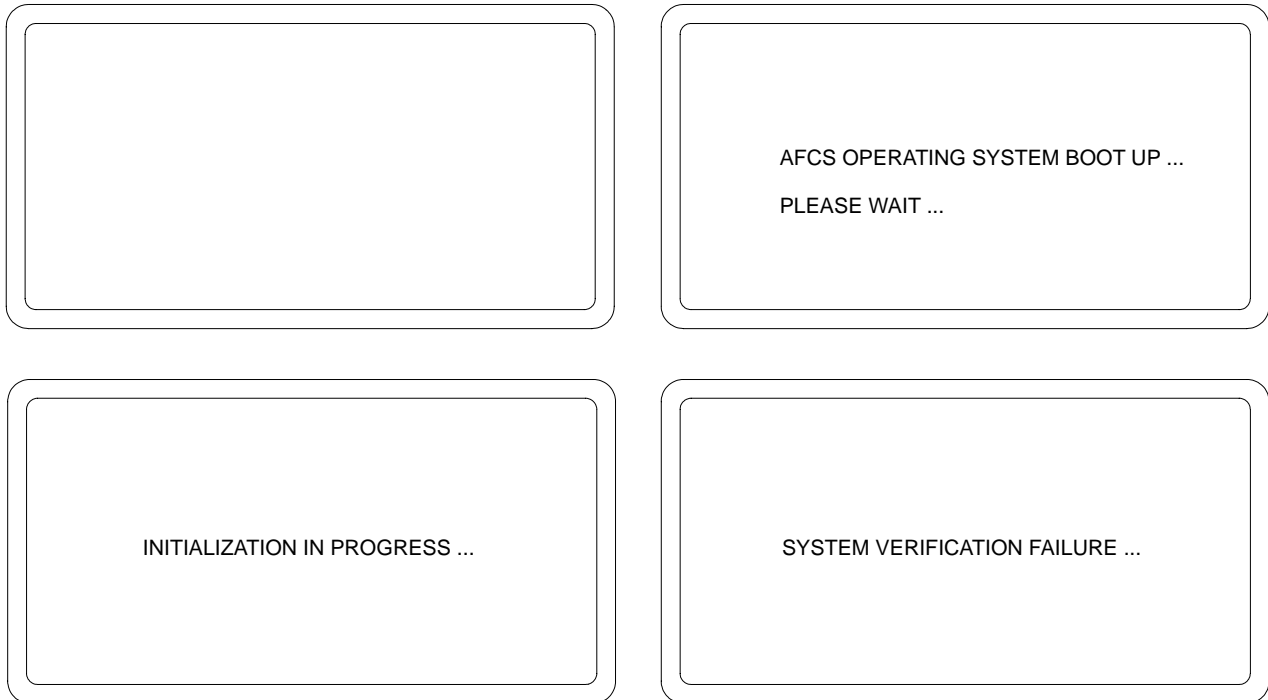 AFCS OPERATING SYSTEM BOOT UP ...
PLEASE WAIT ...
INITIALIZATION IN PROGRESS ...
SYSTEM VERIFICATION FAILURE ...